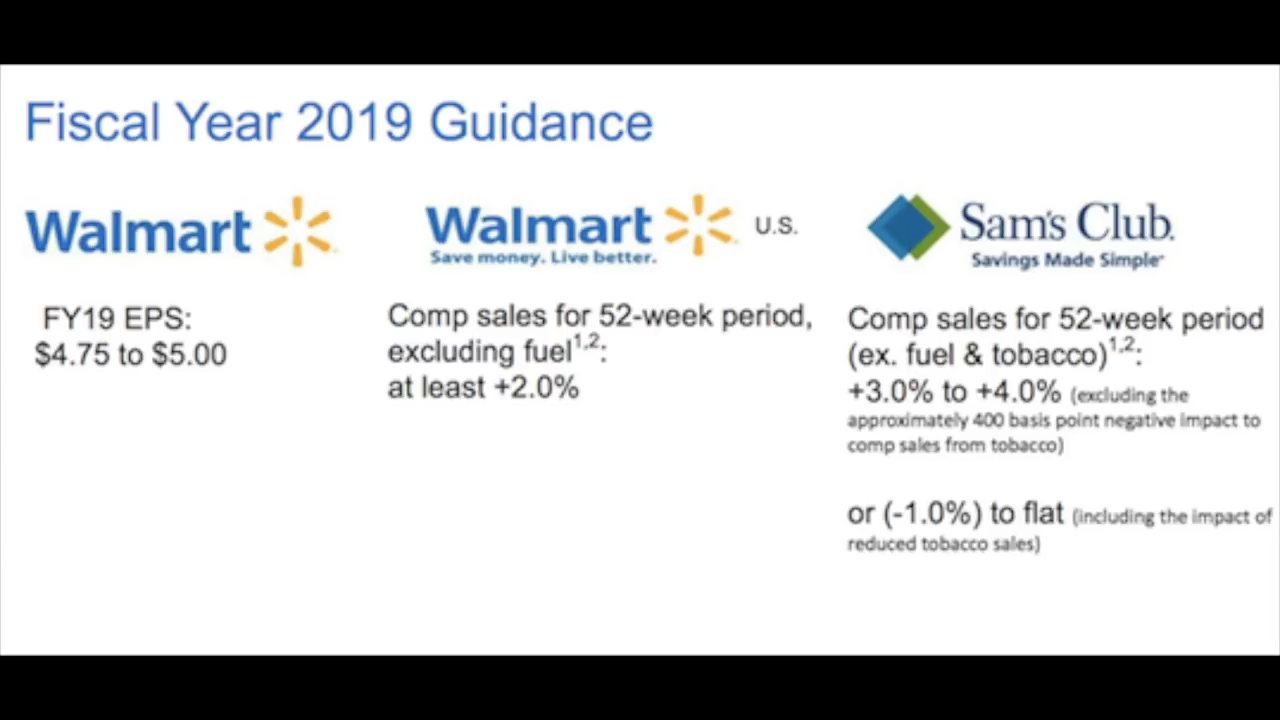 Fiscal Year 2019 Guidance
Walmart
FY19 EPS:
$4.75 to $5.00
Walmart U.S.
Save money. Live better.
Comp sales for 52-week period,
excluding fuel1,2:
at least +2.0%
Sam's Club.
Savings Made Simple
Comp sales for 52-week period
(ex. fuel & tobacco)1,2:
+3.0% to +4.0% (excluding the
approximately 400 basis point negative impact to
comp sales from tobacco)
or (-1.0%) to flat (including the impact of
reduced tobacco sales)